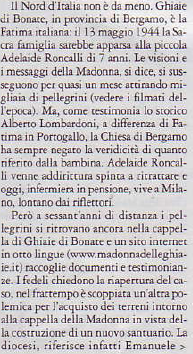 Il Nord d'Italia non è da meno. Ghiaie
di Bonate, in provincia di Bergamo, è la
Fatima italiana: il 13 maggio 1944 la Sa-
cra famiglia sarebbe apparsa alla piccola
Adelaide Roncalli di 7 anni. Le visioni e
i messaggi della Madonna, si dice, si sus-
seguono per quasi un mese attirando mi-
gliaia di pellegrini (vedere i filmati del-
l'epoca). Ma, come testimonia lo storico
Alberto Lombardoni, a differenza di Fa-
tima in Portogallo, la Chiesa di Bergamo
ha sempre negato la veridicità di quanto
riferito dalla bambina. Adelaide Roncal-
li venne addirittura spinta a ritrattare e
oggi, infermiera in pensione, vive a Mila-
no, lontano dai riflettori.
Però a sessant'anni di distanza i pel-
legrini si ritrovano ancora nella cappel-
la di Ghiaie di Bonate e un sito internet
in otto lingue (www.madonnadelleghia-
ie.it) raccoglie documenti e testimonian-
ze. I fedeli chiedono la riapertura del ca-
so, nel frattempo è scoppiata un'altra po-
lemica per l'acquisto dei terreni intorno
alla cappella della Madonna in vista del-
la costruzione di un nuovo santuario. La
diocesi, riferisce infatti Emanuele >